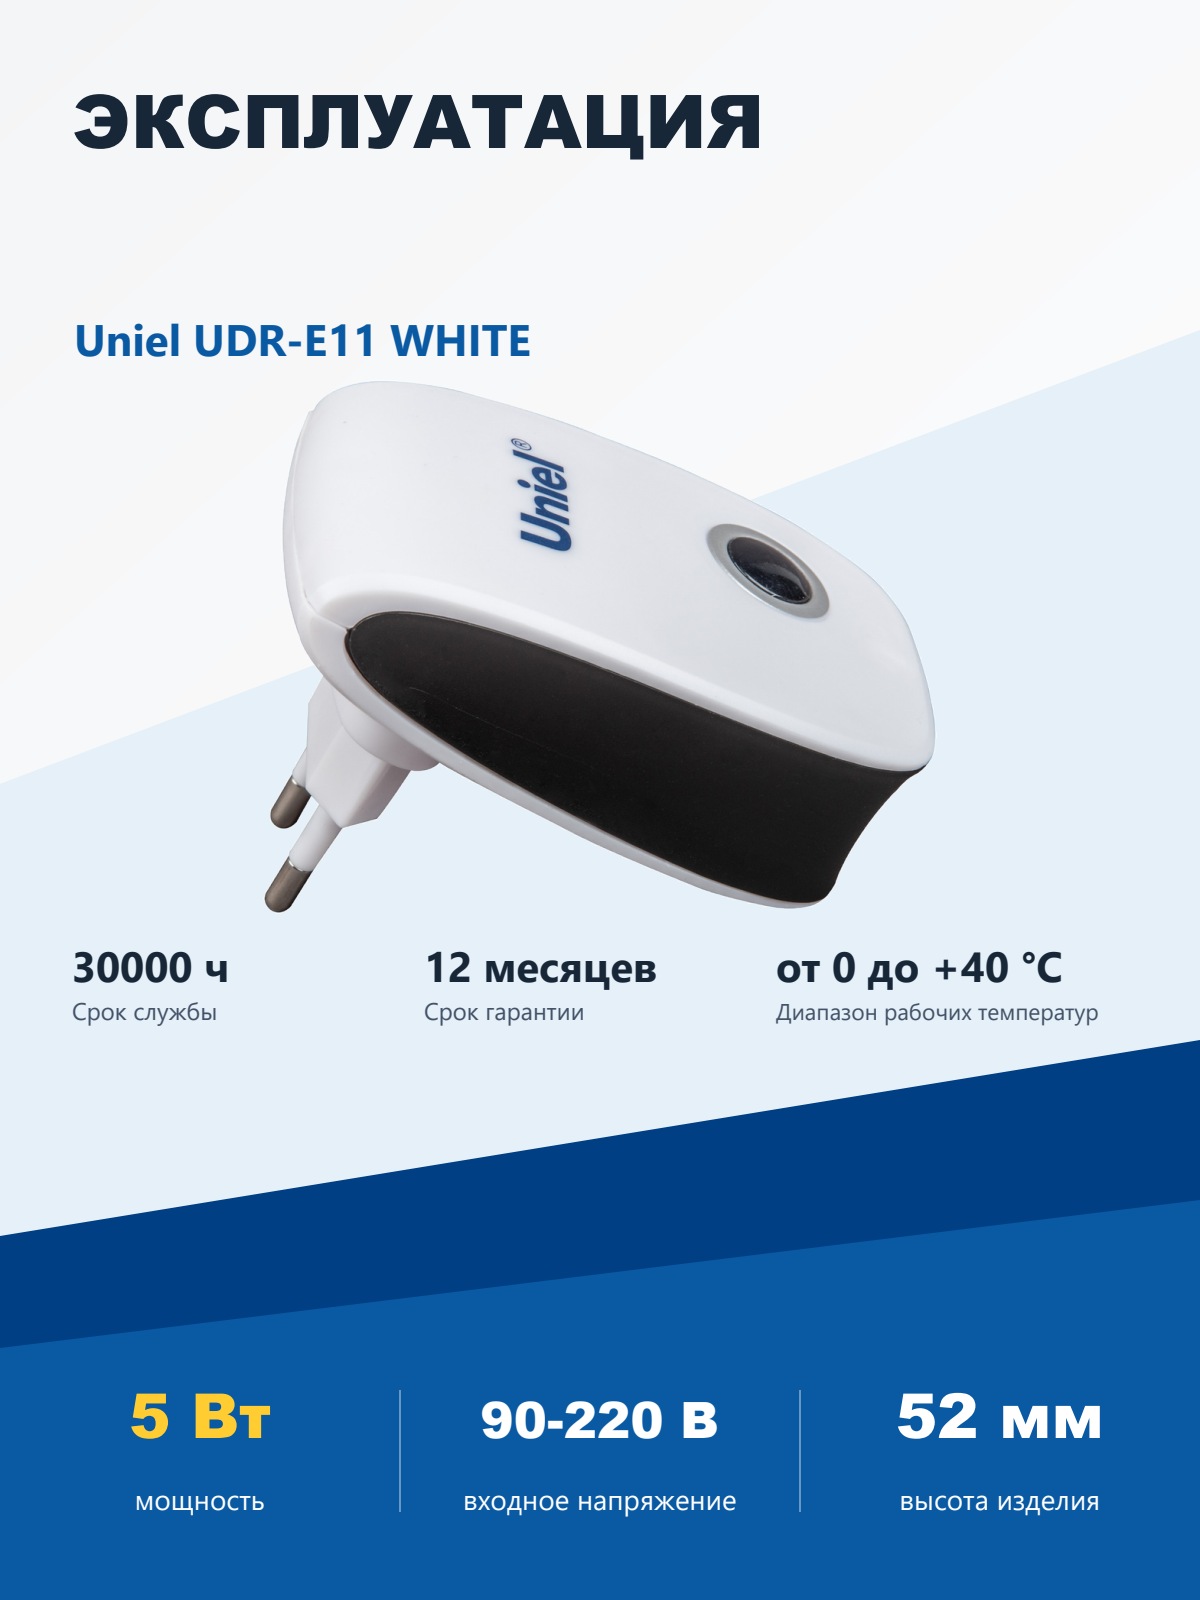 ЭКСПЛУАТАЦИЯ
Uniel UDR-E11 WHITE
Uniel®
30000 ч
Срок службы
12 месяцев
Срок гарантии
от 0 до +40 °C
Диапазон рабочих температур
5 Вт
мощность
90-220 В
входное напряжение
52 мм
высота изделия